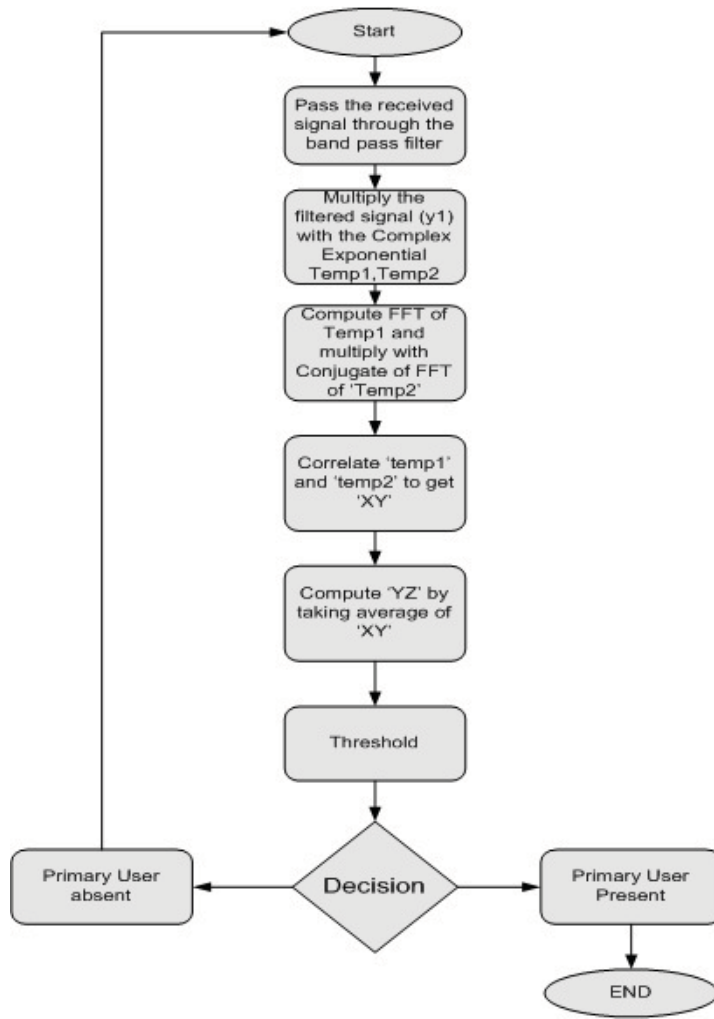 Start
Pass the received
signal through the
band pass filter
Multiply the
filtered signal (y1)
with the Complex
Exponential
Temp1,Temp2
Compute FFT of
Temp1 and
multiply with
Conjugate of FFT
of ‘Temp2’
Correlate ‘temp1’
and ‘temp2’ to get
‘XY’
Compute ‘YZ’ by
taking average of
‘XY’
Threshold
Decision
Primary User
absent
Primary User
Present
END